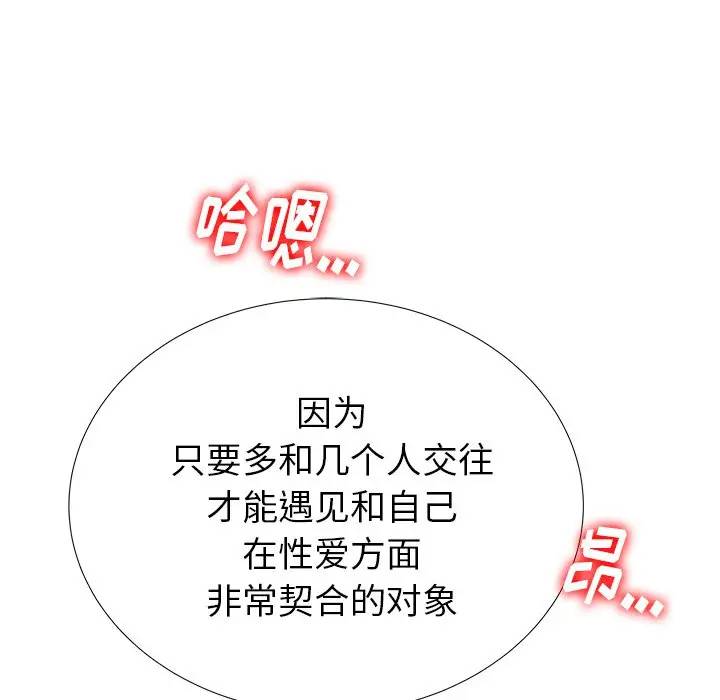 哈嗯...
因为
只要多和几个人交往
才能遇见和自己
在性爱方面
非常契合的对象
昂...